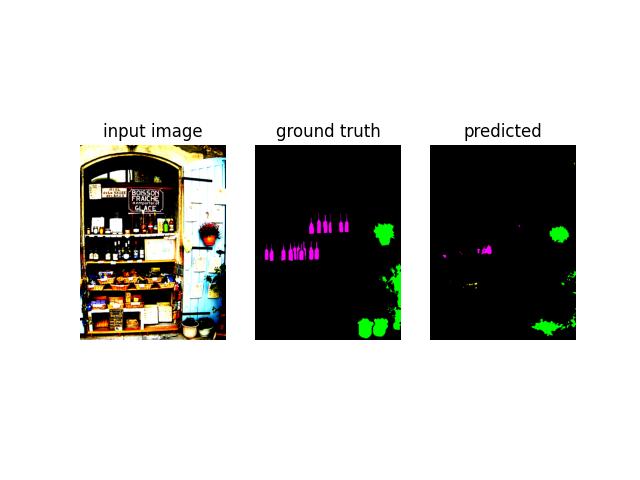 input image
ground truth
predicted
BOISSON
FRAICHE
GLACE